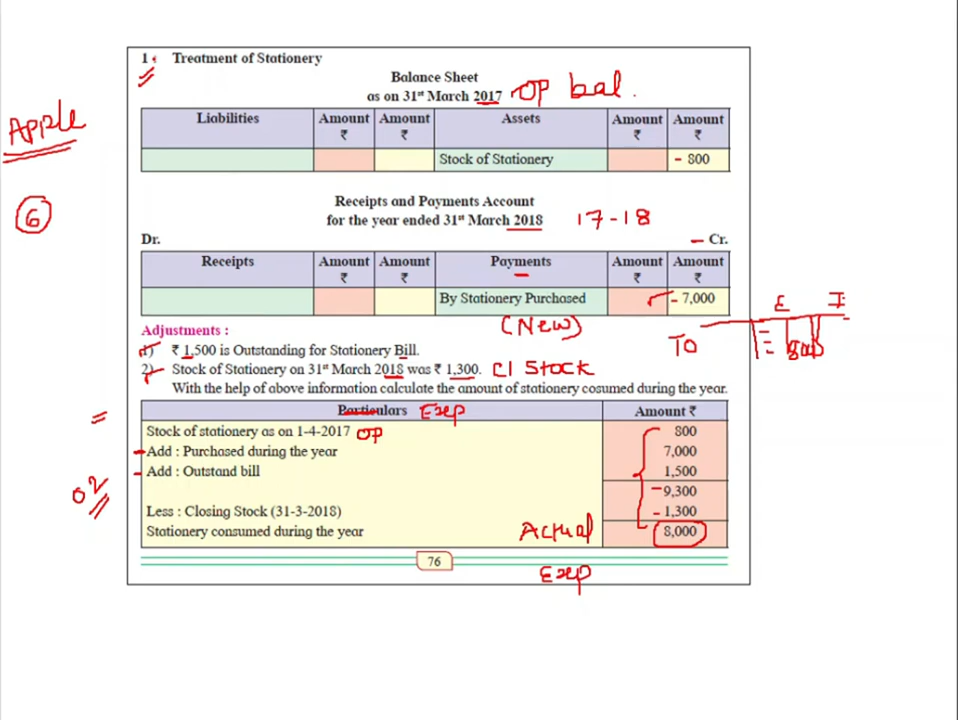 1. Treatment of Stationery
Balance Sheet
as on 31st March 2017 OP bal.
Apple
Liabilities Amount ₹ Amount ₹ Assets Amount ₹ Amount ₹
Stock of Stationery - 800
6
Receipts and Payments Account
for the year ended 31st March 2018 17-18
Dr. Cr.
Receipts Amount ₹ Amount ₹ Payments Amount ₹ Amount ₹
By Stationery Purchased - 7,000
(New)
E I
TO 8000
Adjustments :
1) ₹ 1,500 is Outstanding for Stationery Bill.
2) Stock of Stationery on 31st March 2018 was ₹ 1,300. Cl Stock
With the help of above information calculate the amount of stationery cosumed during the year.
Particulars Exp Amount ₹
Stock of stationery as on 1-4-2017 OP 800
Add : Purchased during the year 7,000
Add : Outstand bill 1,500
02
9,300
Less : Closing Stock (31-3-2018) 1,300
Stationery consumed during the year Actual 8,000
76
Exp